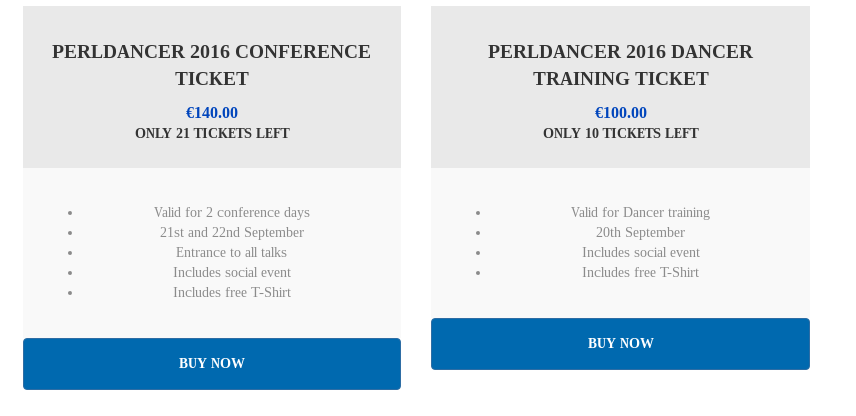 PERLDANCER 2016 CONFERENCE
TICKET
€140.00
ONLY 21 TICKETS LEFT
Valid for 2 conference days
21st and 22nd September
Entrance to all talks
Includes social event
Includes free T-Shirt
BUY NOW
PERLDANCER 2016 DANCER
TRAINING TICKET
€100.00
ONLY 10 TICKETS LEFT
Valid for Dancer training
20th September
Includes social event
Includes free T-Shirt
BUY NOW